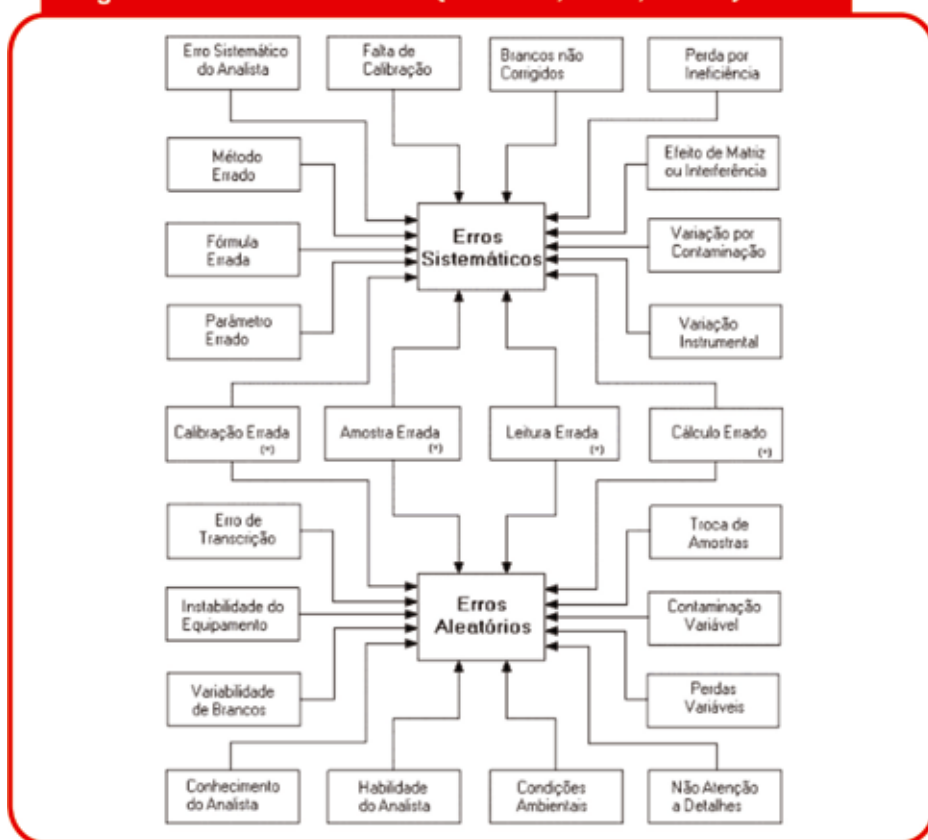 Erro Sistemático
do Analista
Falta de
Calibração
Brancos não
Corrigidos
Perda por
Ineficiência
Método
Errado
Efeito de Matriz
ou Interferência
Fórmula
Errada
Erros
Sistemáticos
Variação por
Contaminação
Parâmetro
Errado
Variação
Instrumental
Calibração Errada
(*)
Amostra Errada
(*)
Leitura Errada
(*)
Cálculo Errado
(*)
Erro de
Transcrição
Troca de
Amostras
Instabilidade do
Equipamento
Erros
Aleatórios
Contaminação
Variável
Variabilidade
de Brancos
Perdas
Variáveis
Conhecimento
do Analista
Habilidade
do Analista
Condições
Ambientais
Não Atenção
a Detalhes